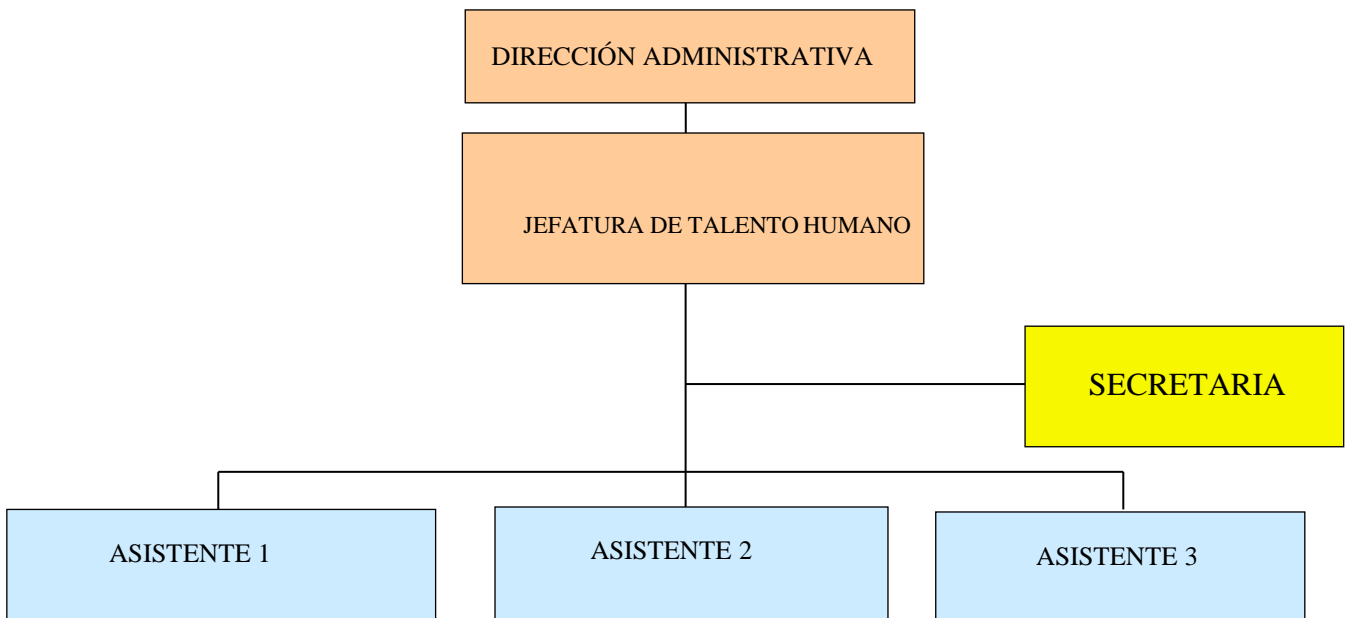 DIRECCIÓN ADMINISTRATIVA
JEFATURA DE TALENTO HUMANO
SECRETARIA
ASISTENTE 1
ASISTENTE 2
ASISTENTE 3